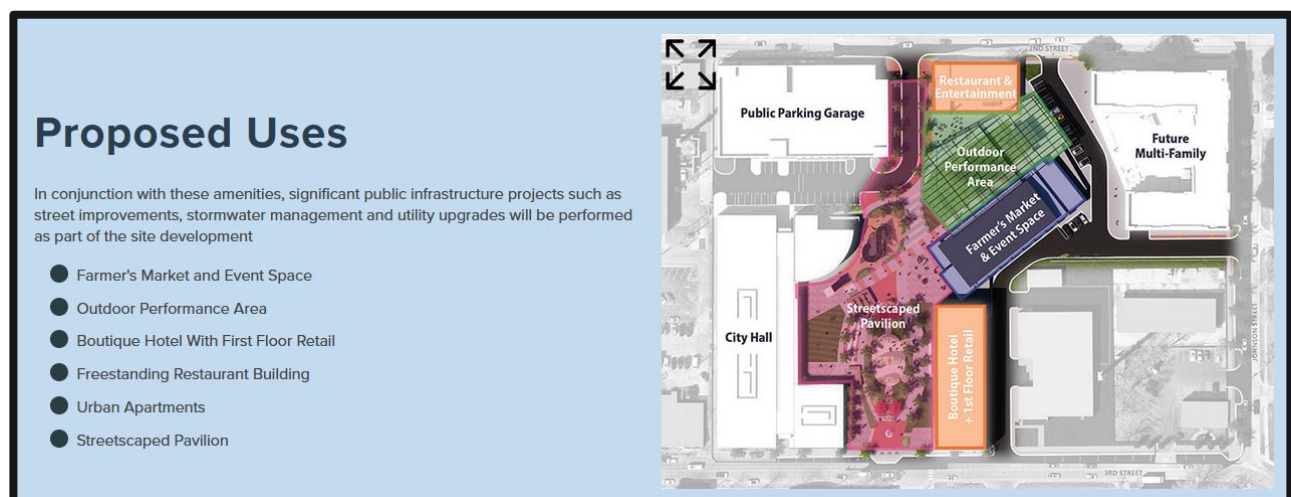 Proposed Uses
In conjunction with these amenities, significant public infrastructure projects such as
street improvements, stormwater management and utility upgrades will be performed
as part of the site development
Farmer's Market and Event Space
Outdoor Performance Area
Boutique Hotel With First Floor Retail
Freestanding Restaurant Building
Urban Apartments
Streetscaped Pavilion
2ND STREET
Restaurant &
Entertainment
Public Parking Garage
Future
Multi-Family
Outdoor
Performance
Area
Farmer's Market
& Event Space
Streetscaped
Pavilion
City Hall
Boutique Hotel
+ 1st Floor Retail
JOHNSON STREET
3RD STREET